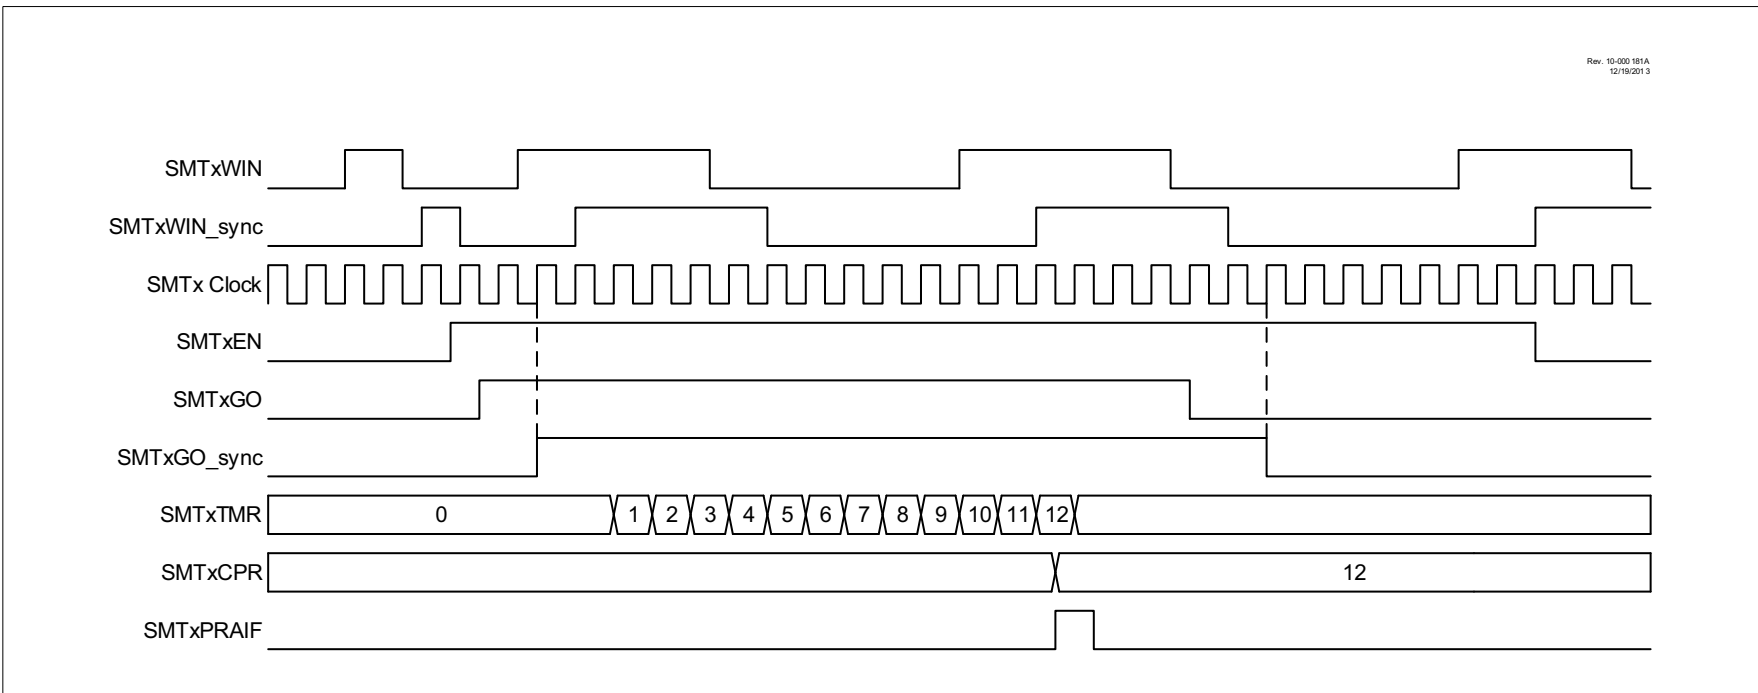 Rev. 10-000 181A
12/19/201 3
SMTxWIN
SMTxWIN_sync
SMTx Clock
SMTxEN
SMTxGO
SMTxGO_sync
SMTxTMR 0 1 2 3 4 5 6 7 8 9 10 11 12
SMTxCPR 12
SMTxPRAIF